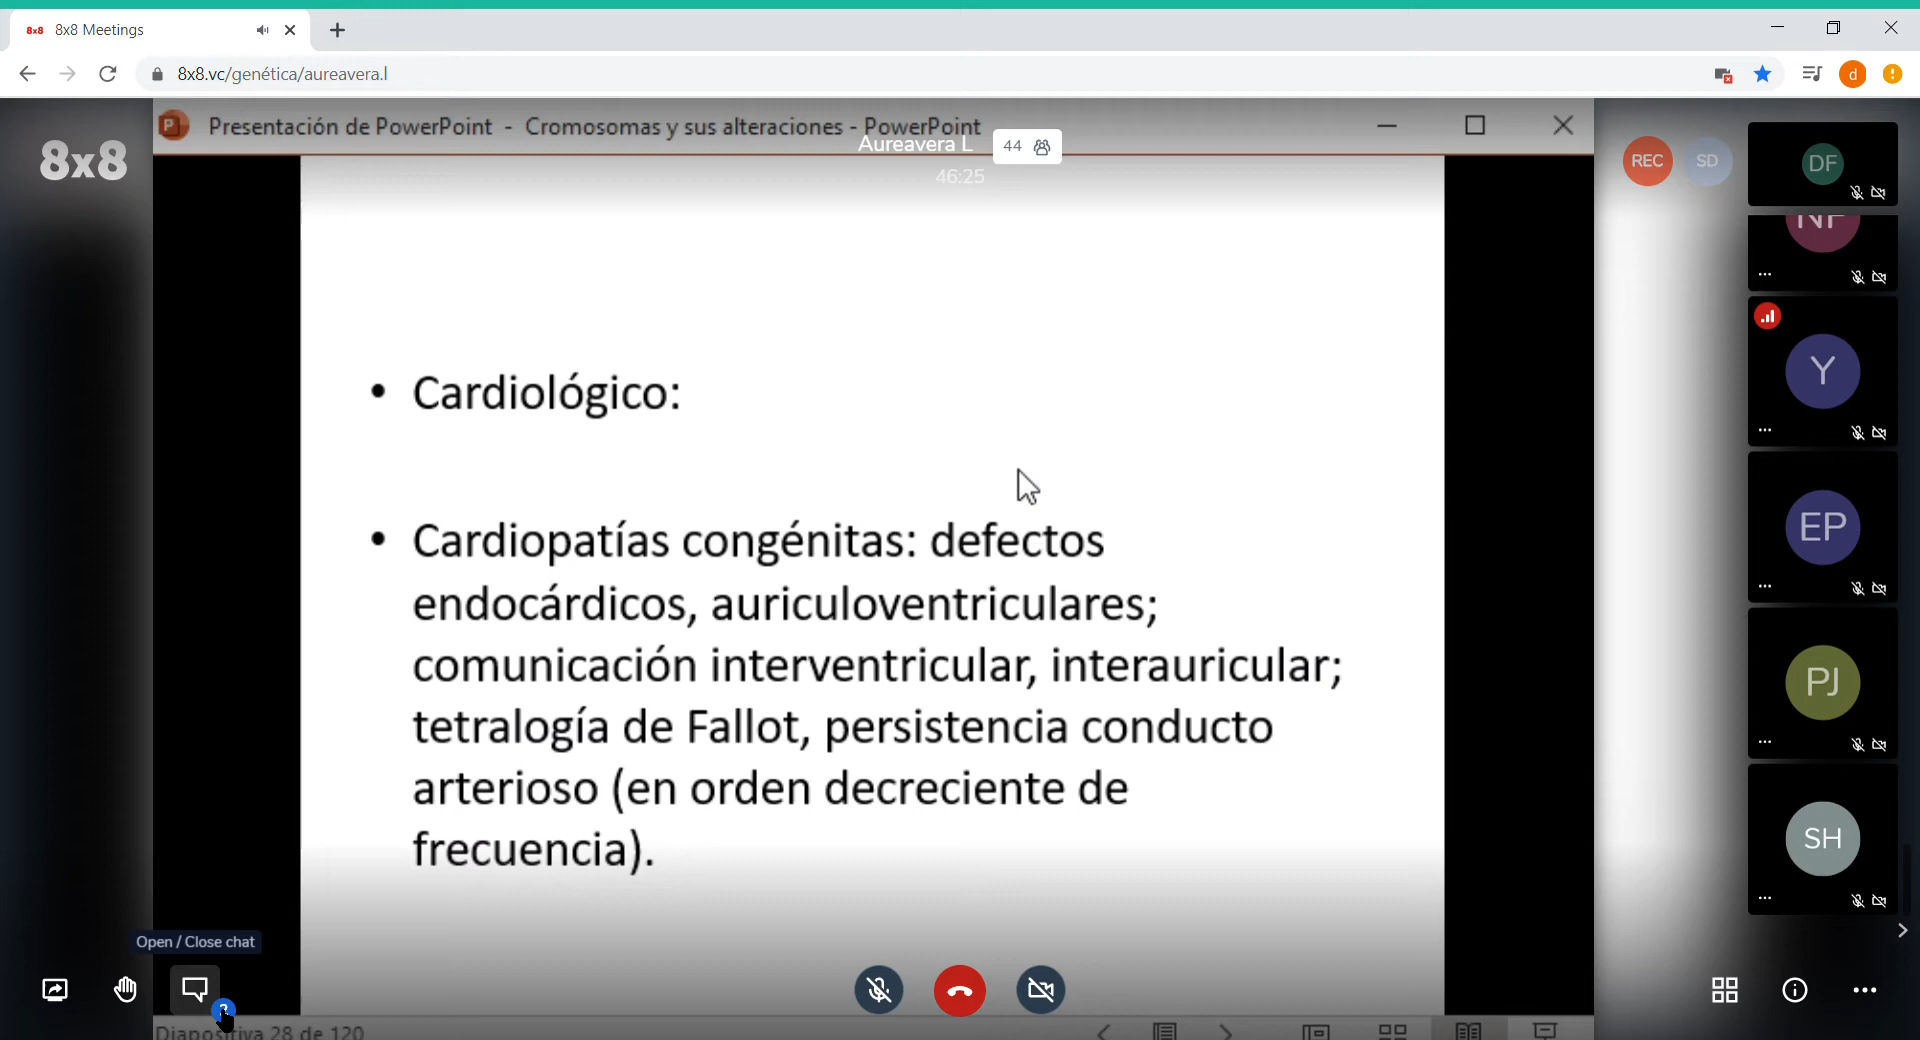 8x8 8x8 Meetings
8x8.vc/genética/aureavera.l
d
8x8
Presentación de PowerPoint - Cromosomas y sus alteraciones - PowerPoint
Aureavera L
44
46:25
REC
SD
DF
NP
Y
EP
PJ
SH
• Cardiológico:
• Cardiopatías congénitas: defectos
endocárdicos, auriculoventriculares;
comunicación interventricular, interauricular;
tetralogía de Fallot, persistencia conducto
arterioso (en orden decreciente de
frecuencia).
Open / Close chat
Diapositiva 28 de 120